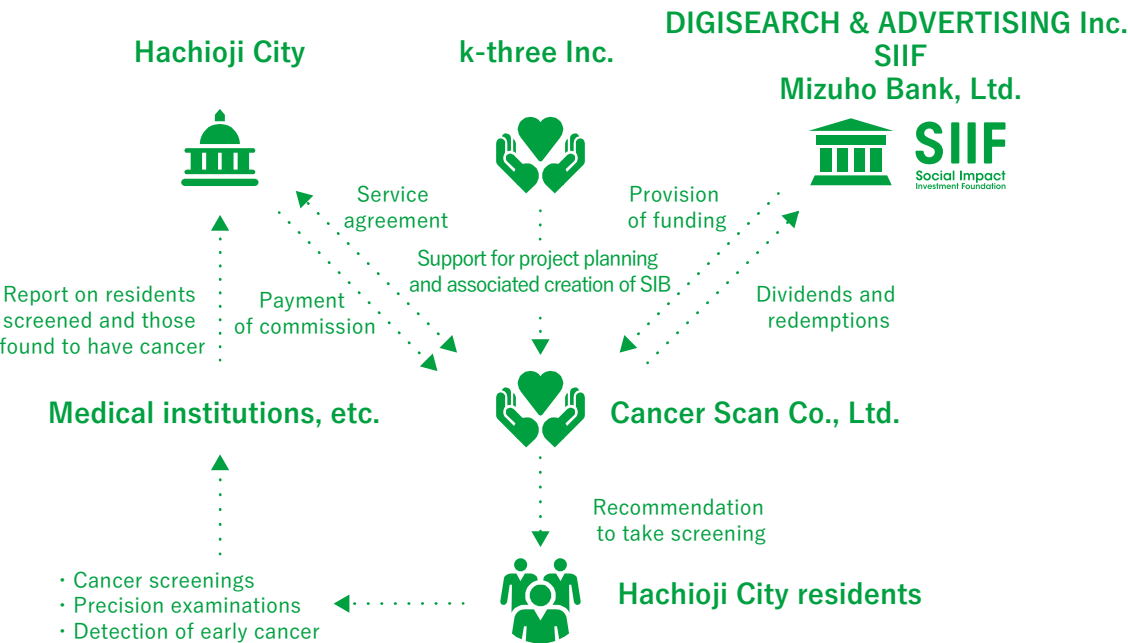 Hachioji City
k-three Inc.
DIGISEARCH & ADVERTISING Inc.
SIIF
Mizuho Bank, Ltd.
SIIF
Social Impact
Investment Foundation
Service
agreement
Provision
of funding
Support for project planning
and associated creation of SIB
Report on residents
screened and those
found to have cancer
Payment
of commission
Dividends and
redemptions
Medical institutions, etc.
Cancer Scan Co., Ltd.
Recommendation
to take screening
・Cancer screenings
・Precision examinations
・Detection of early cancer
Hachioji City residents